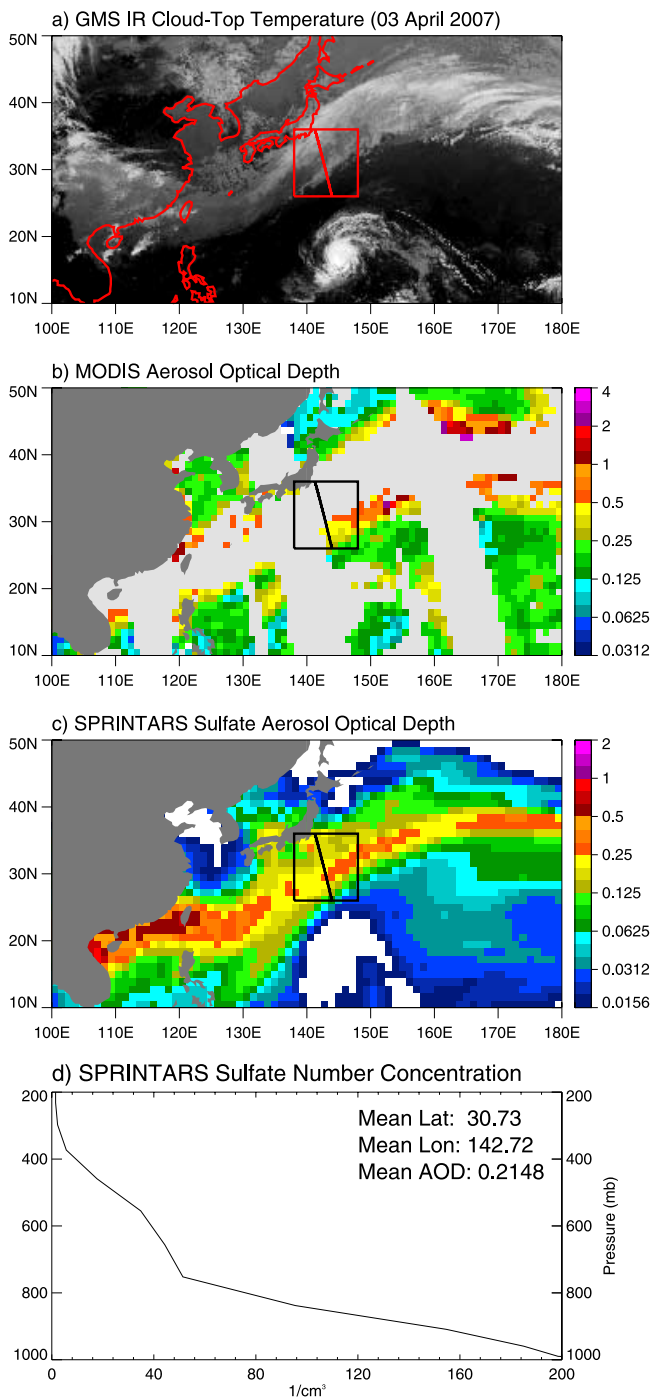 a) GMS IR Cloud-Top Temperature (03 April 2007)
50N
40N
30N
20N
10N
100E 110E 120E 130E 140E 150E 160E 170E 180E
b) MODIS Aerosol Optical Depth
50N
40N
30N
20N
10N
100E 110E 120E 130E 140E 150E 160E 170E 180E
4
2
1
0.5
0.25
0.125
0.0625
0.0312
c) SPRINTARS Sulfate Aerosol Optical Depth
50N
40N
30N
20N
10N
100E 110E 120E 130E 140E 150E 160E 170E 180E
2
1
0.5
0.25
0.125
0.0625
0.0312
0.0156
d) SPRINTARS Sulfate Number Concentration
200
400
600
800
1000
Mean Lat: 30.73
Mean Lon: 142.72
Mean AOD: 0.2148
200
400
600
800
1000
Pressure (mb)
0 40 80 120 160 200
1/cm³